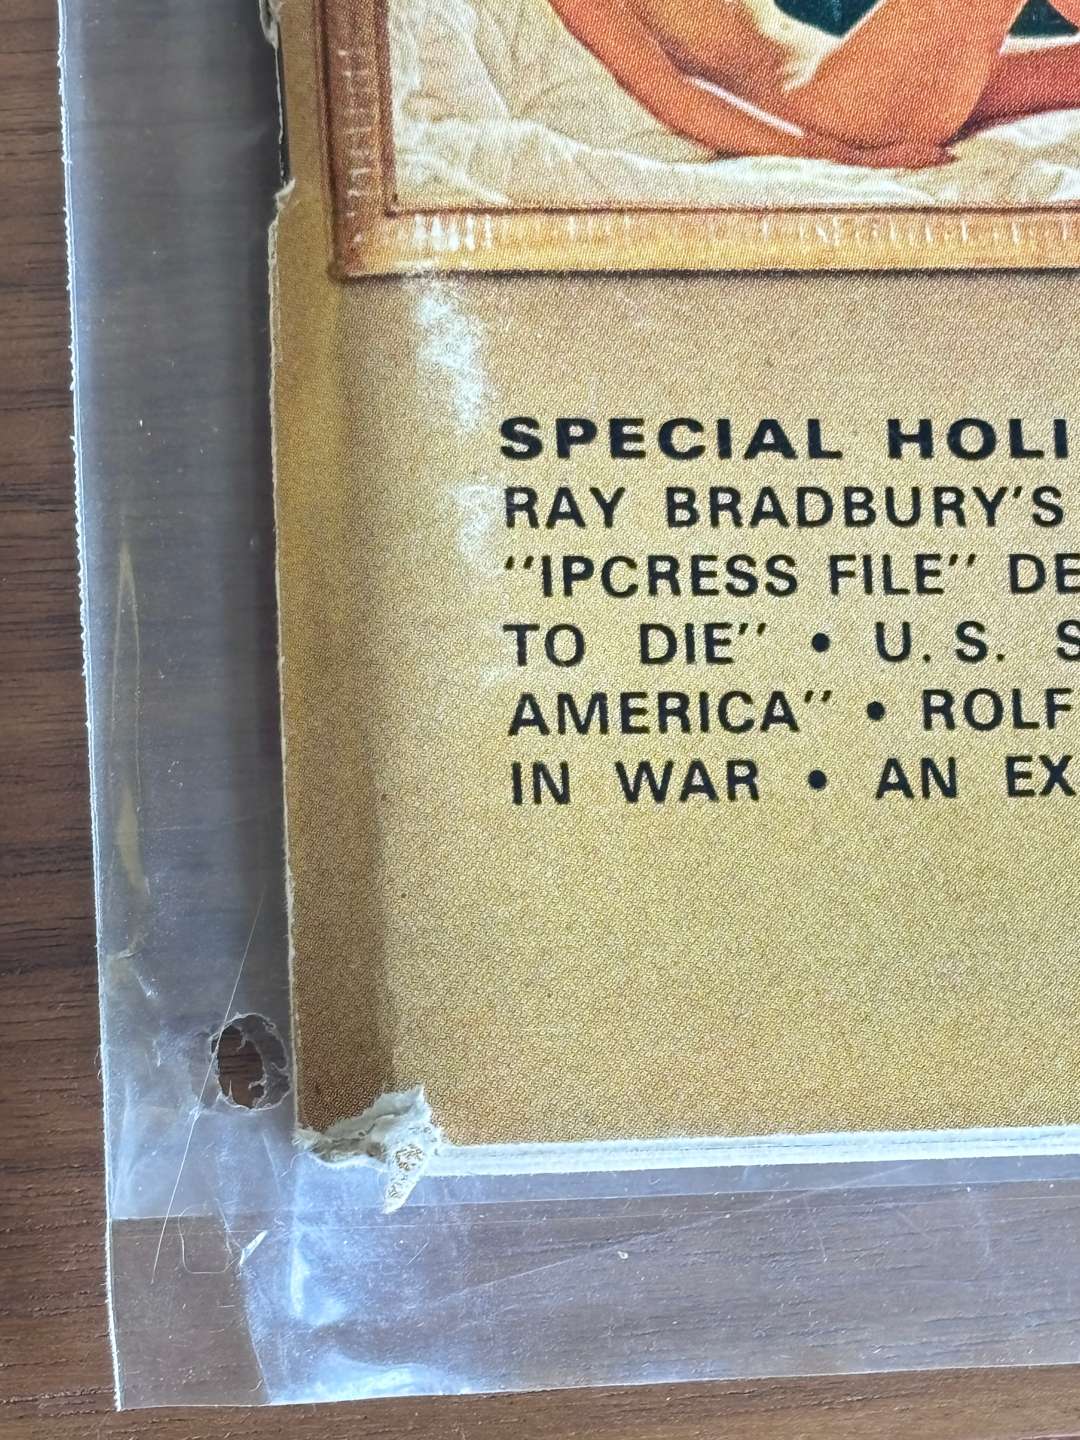 SPECIAL HOLI
RAY BRADBURY'S
"IPCRESS FILE" DE
TO DIE" • U.S. S
AMERICA" • ROLF
IN WAR • AN EX